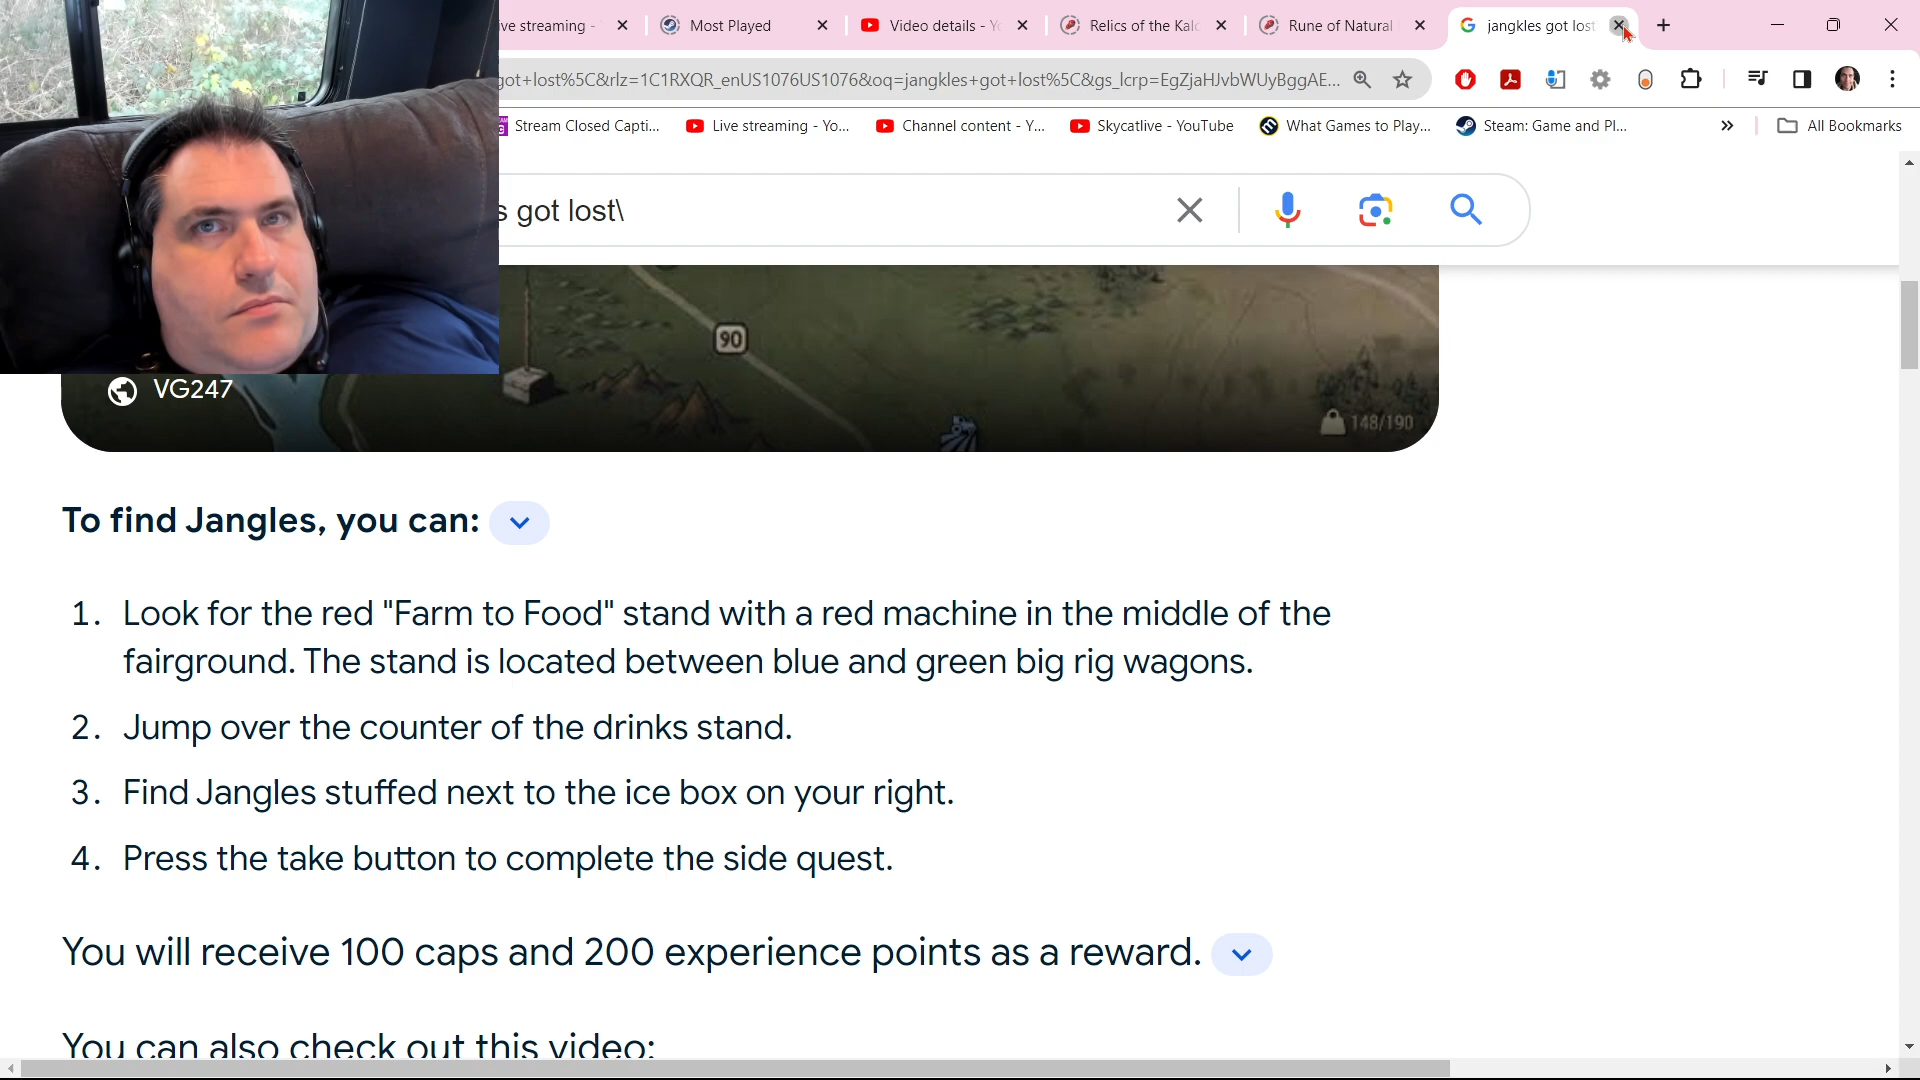 ive streaming -
Most Played
Video details - Yo
Relics of the Kalc
Rune of Natural
jangkles got lost
got+lost%5C&rlz=1C1RXQR_enUS1076US1076&oq=jangkles+got+lost%5C&gs_lcrp=EgZjaHJvbWUyBggAE...
Stream Closed Capti...
Live streaming - Yo...
Channel content - Y...
Skycatlive - YouTube
What Games to Play...
Steam: Game and Pl...
»
All Bookmarks
s got lost\
90
VG247
148/190
To find Jangles, you can:
1. Look for the red "Farm to Food" stand with a red machine in the middle of the
fairground. The stand is located between blue and green big rig wagons.
2. Jump over the counter of the drinks stand.
3. Find Jangles stuffed next to the ice box on your right.
4. Press the take button to complete the side quest.
You will receive 100 caps and 200 experience points as a reward.
You can also check out this video: